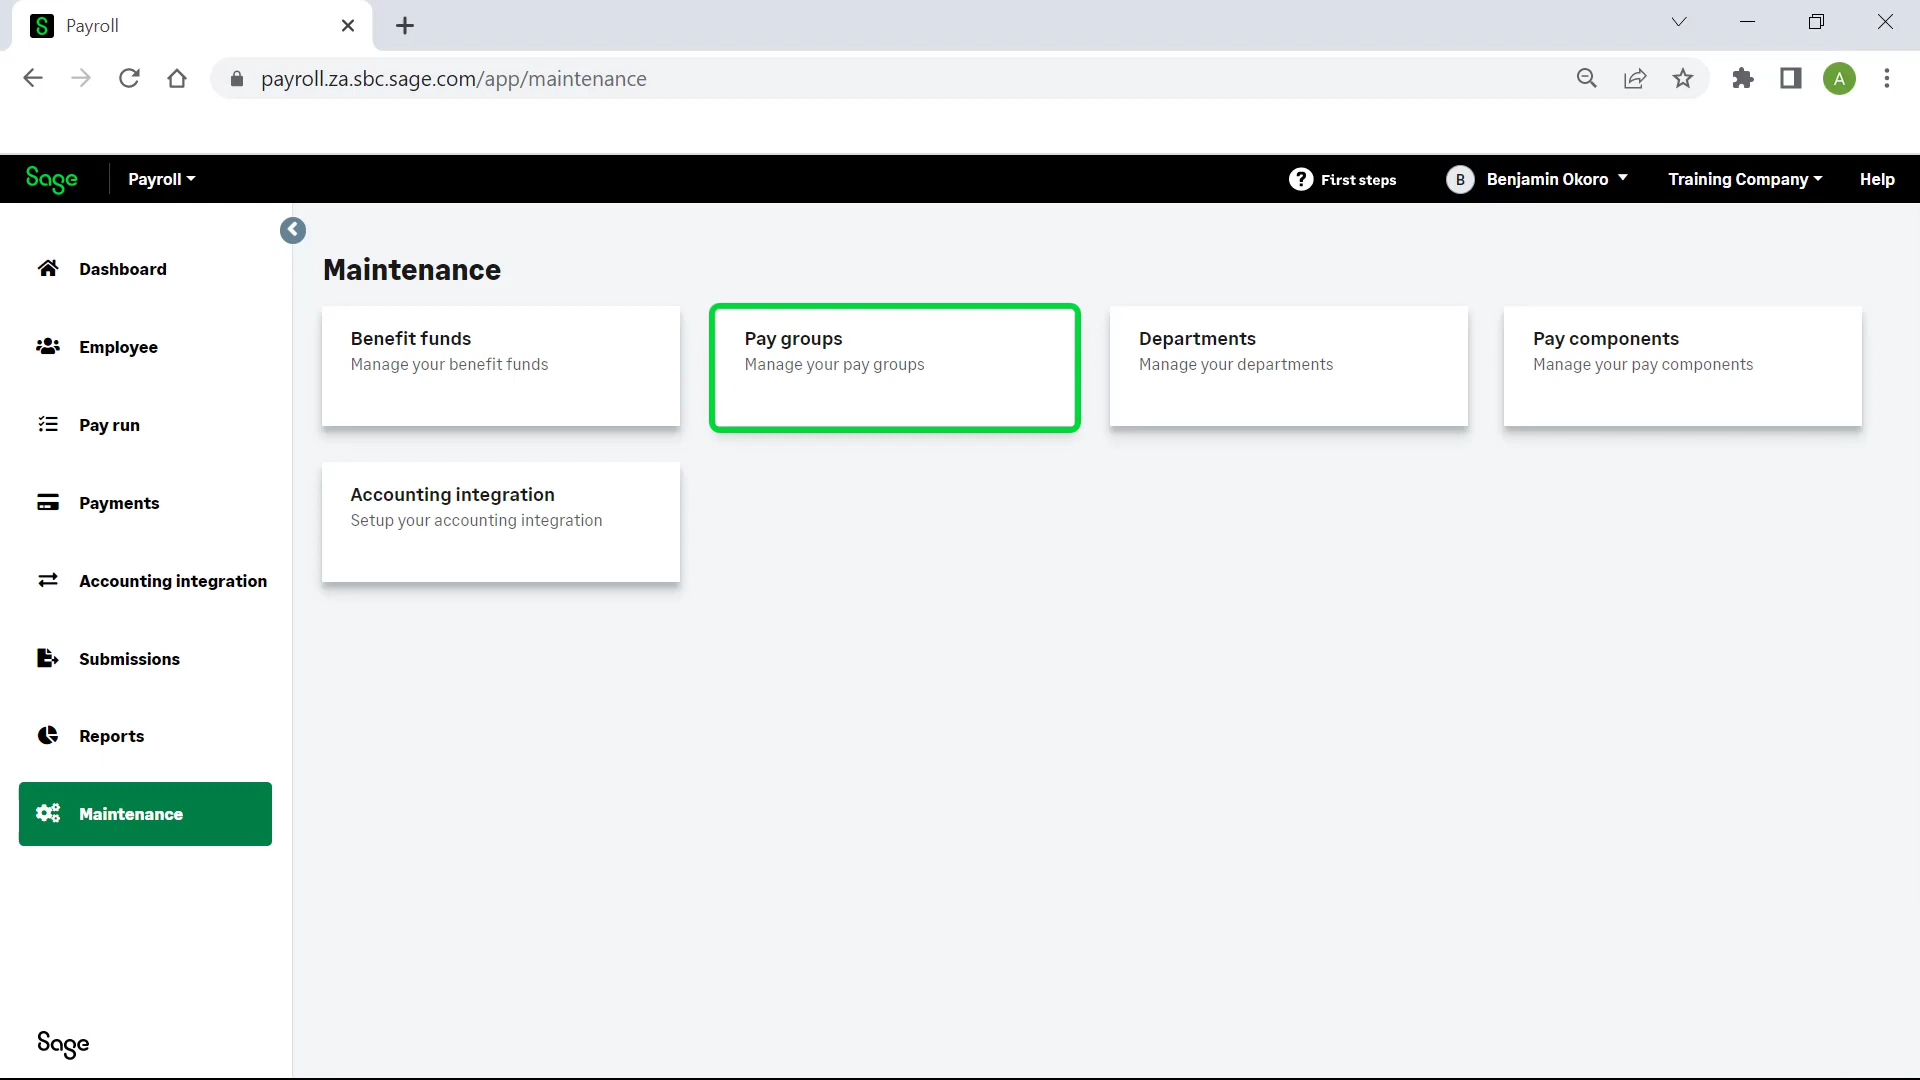 Payroll
payroll.za.sbc.sage.com/app/maintenance
A
Sage
Payroll
? First steps
B Benjamin Okoro
Training Company
Help
Dashboard
Employee
Pay run
Payments
Accounting integration
Submissions
Reports
Maintenance
Sage
Maintenance
Benefit funds
Manage your benefit funds
Pay groups
Manage your pay groups
Departments
Manage your departments
Pay components
Manage your pay components
Accounting integration
Setup your accounting integration